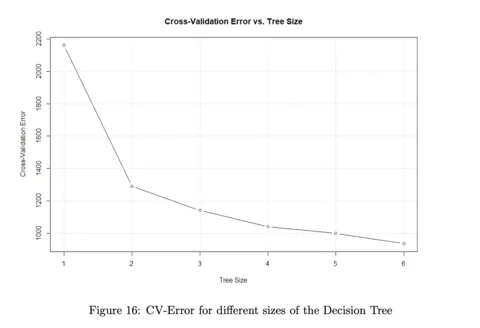 Cross-Validation Error vs. Tree Size
2200
2000
1800
1600
1400
1200
1000
Cross-Validation Error
1 2 3 4 5 6
Tree Size
Figure 16: CV-Error for different sizes of the Decision Tree